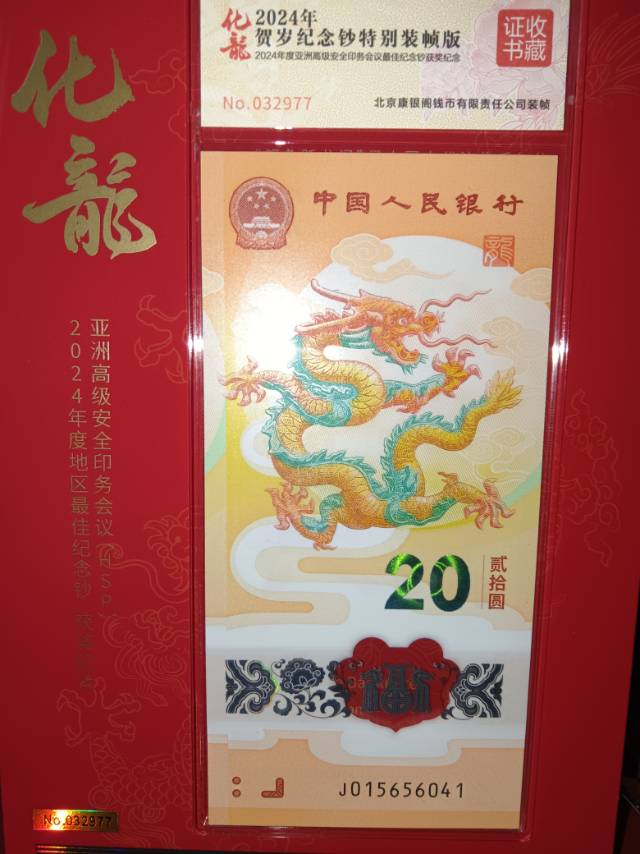 化龍
2024年
贺岁纪念钞特别装帧版
2024年度亚洲高级安全印务会议最佳纪念钞获奖纪念
收藏证书
No.032977
北京康银阁钱币有限责任公司装帧
化龍
亚洲高级安全印务会议(HSP)
2024年度地区最佳纪念钞
中国人民银行
龍
20
贰拾圆
福
J015656041
No.032977